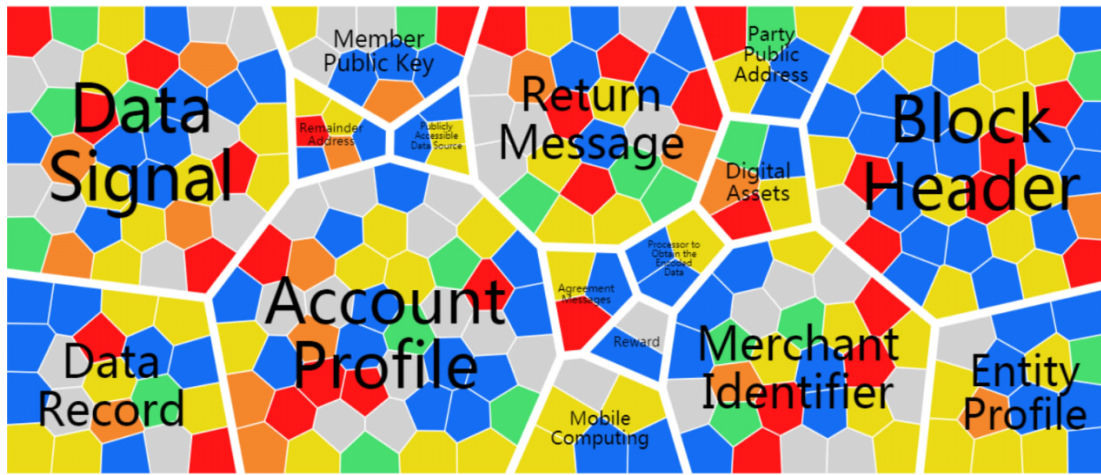 Data
Signal
Member
Public Key
Remainder
Address
Publicly
Accessible
Data Source
Return
Message
Party
Public
Address
Digital
Assets
Block
Header
Data
Record
Account
Profile
Agreement
Messages
Processor to
Obtain the
Encoded
Data
Reward
Mobile
Computing
Merchant
Identifier
Entity
Profile